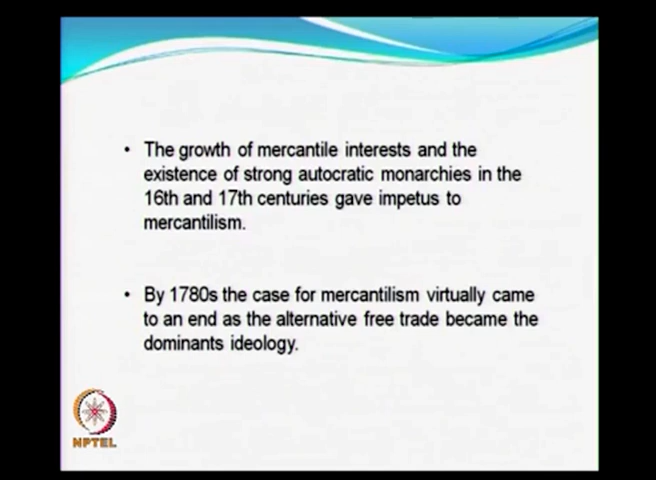 • The growth of mercantile interests and the
existence of strong autocratic monarchies in the
16th and 17th centuries gave impetus to
mercantilism.
• By 1780s the case for mercantilism virtually came
to an end as the alternative free trade became the
dominants ideology.
NPTEL